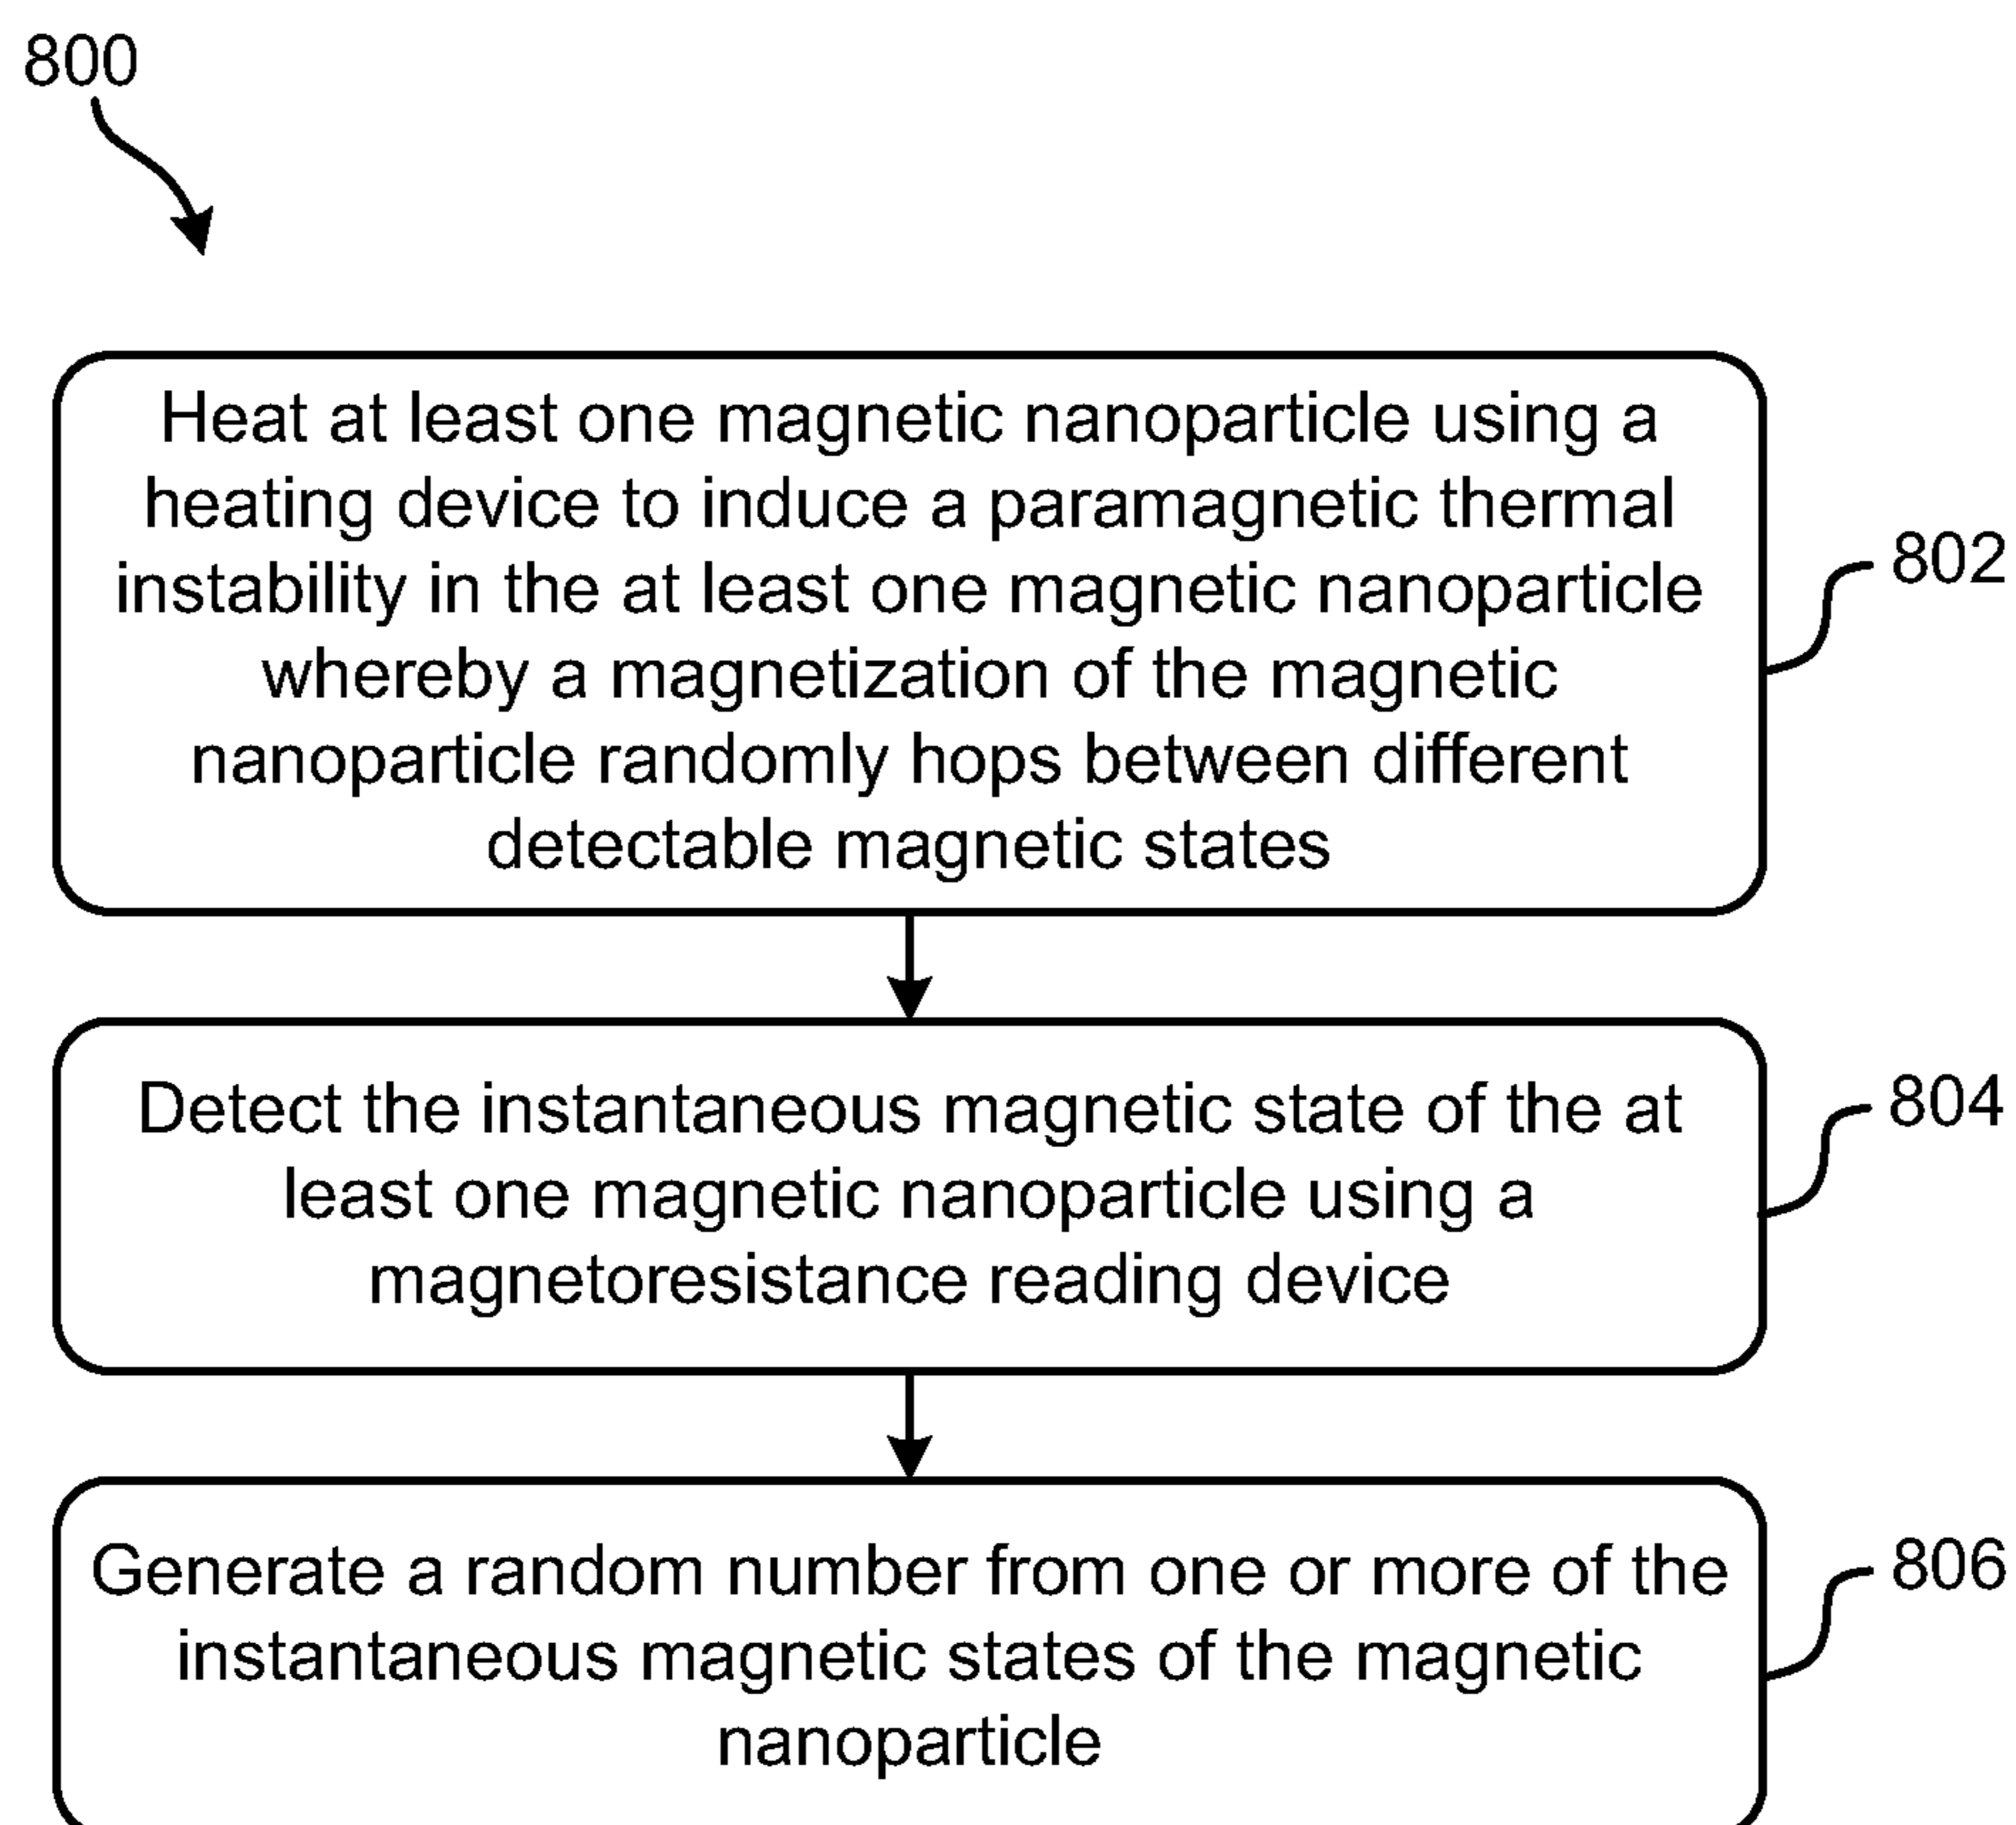 800
Heat at least one magnetic nanoparticle using a
heating device to induce a paramagnetic thermal
instability in the at least one magnetic nanoparticle
whereby a magnetization of the magnetic
nanoparticle randomly hops between different
detectable magnetic states
802
Detect the instantaneous magnetic state of the at
least one magnetic nanoparticle using a
magnetoresistance reading device
804
Generate a random number from one or more of the
instantaneous magnetic states of the magnetic
nanoparticle
806